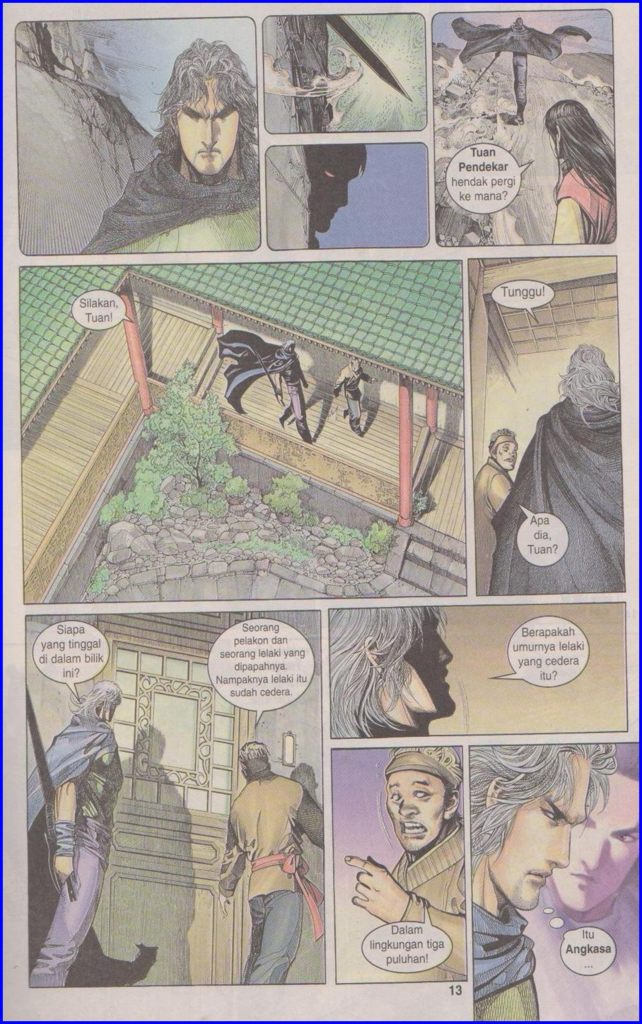 Tuan
Pendekar
hendak pergi
ke mana?
Silakan,
Tuan!
Tunggu!
Apa
dia,
Tuan?
Siapa
yang tinggal
di dalam bilik
ini?
Seorang
pelakon dan
seorang lelaki yang
dipapahnya.
Nampaknya lelaki itu
sudah cedera.
Berapakah
umurnya lelaki
yang cedera
itu?
Dalam
lingkungan tiga
puluhan!
Itu
Angkasa
...
13